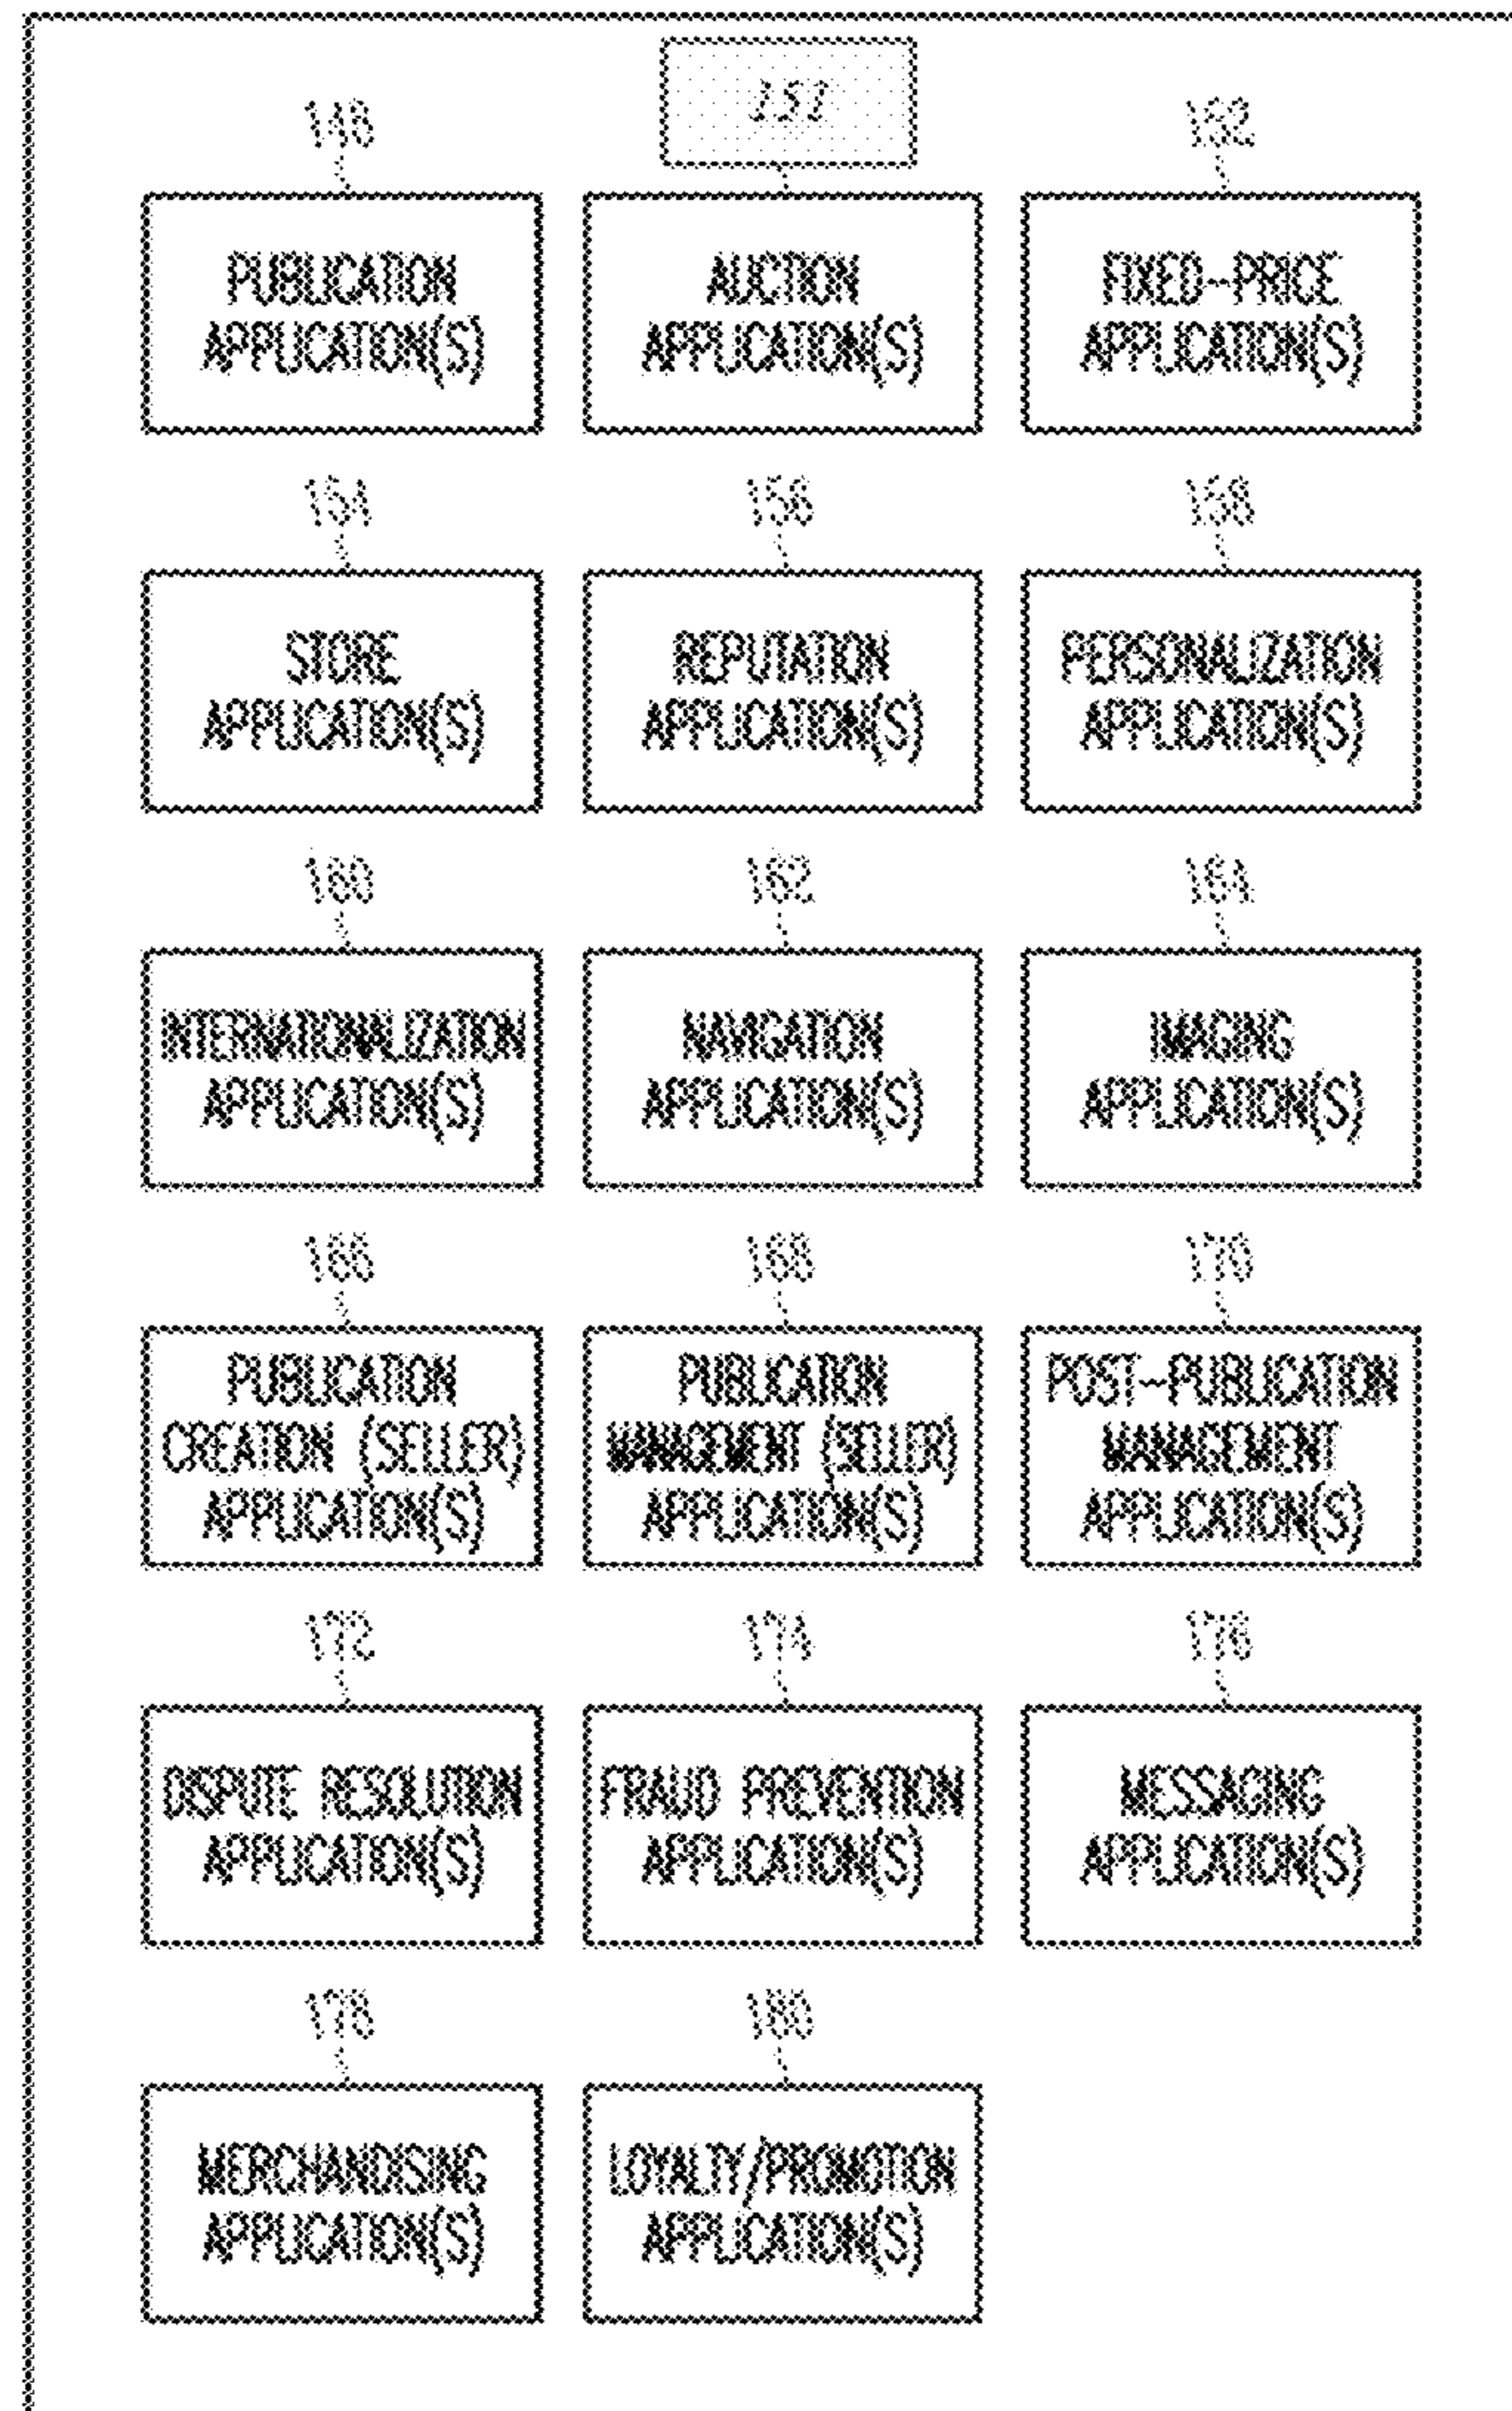 148
PUBLICATION
APPLICATION(S)
151
AUCTION
APPLICATION(S)
152
FIXED-PRICE
APPLICATION(S)
154
STORE
APPLICATION(S)
156
REPUTATION
APPLICATION(S)
158
PERSONALIZATION
APPLICATION(S)
160
INTERNATIONALIZATION
APPLICATION(S)
162
NAVIGATION
APPLICATION(S)
164
IMAGING
APPLICATION(S)
166
PUBLICATION
CREATION (SELLER)
APPLICATION(S)
168
PUBLICATION
MANAGEMENT (SELLER)
APPLICATION(S)
170
POST-PUBLICATION
MANAGEMENT
APPLICATION(S)
172
DISPUTE RESOLUTION
APPLICATION(S)
174
FRAUD PREVENTION
APPLICATION(S)
176
MESSAGING
APPLICATION(S)
178
MERCHANDISING
APPLICATION(S)
180
LOYALTY/PROMOTION
APPLICATION(S)